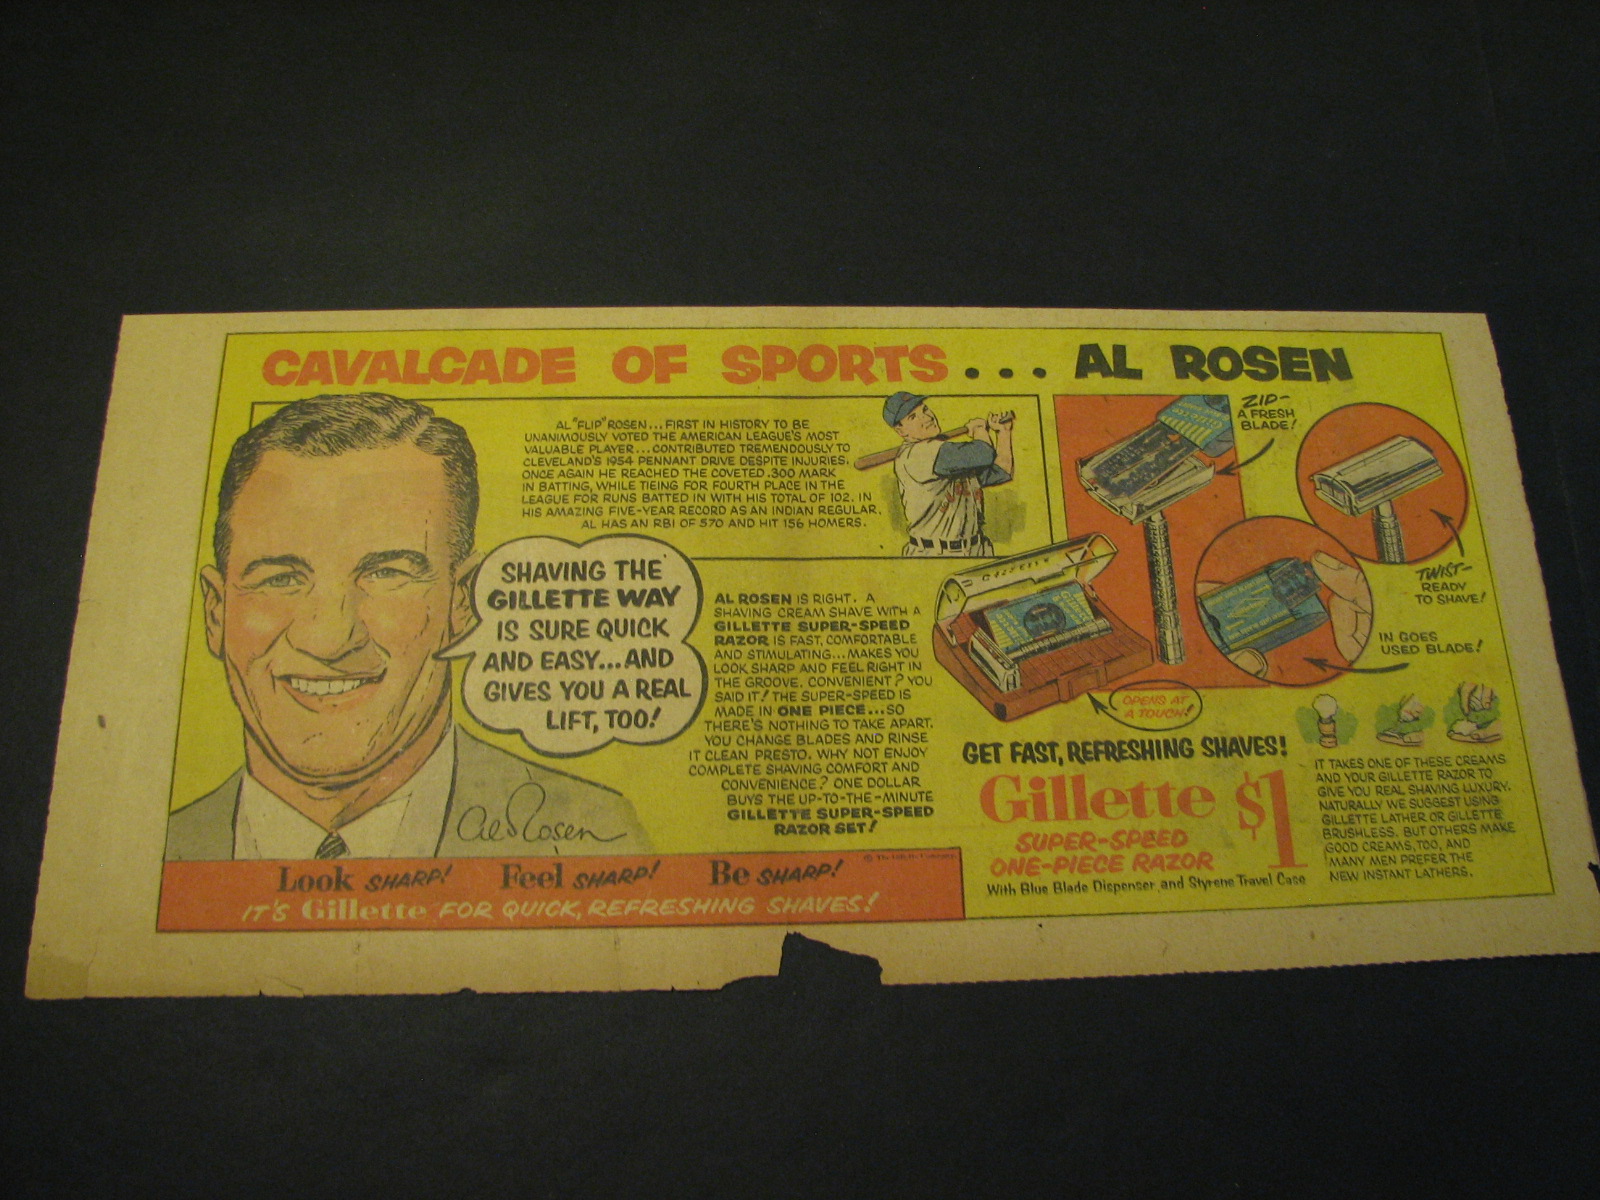 CAVALCADE OF SPORTS... AL ROSEN
AL "FLIP" ROSEN... FIRST IN HISTORY TO BE
UNANIMOUSLY VOTED THE AMERICAN LEAGUE'S MOST
VALUABLE PLAYER... CONTRIBUTED TREMENDOUSLY TO
CLEVELAND'S 1954 PENNANT DRIVE DESPITE INJURIES.
ONCE AGAIN HE REACHED THE COVETED .300 MARK
IN BATTING, WHILE TIEING FOR FOURTH PLACE IN THE
LEAGUE FOR RUNS BATTED IN WITH HIS TOTAL OF 102. IN
HIS AMAZING FIVE-YEAR RECORD AS AN INDIAN REGULAR,
AL HAS AN RBI OF 570 AND HIT 156 HOMERS.
SHAVING THE
GILLETTE WAY
IS SURE QUICK
AND EASY...AND
GIVES YOU A REAL
LIFT, TOO!
Al Rosen
AL ROSEN IS RIGHT. A
SHAVING CREAM SHAVE WITH A
GILLETTE SUPER-SPEED
RAZOR IS FAST, COMFORTABLE
AND STIMULATING...MAKES YOU
LOOK SHARP AND FEEL RIGHT IN
THE GROOVE. CONVENIENT? YOU
SAID IT! THE SUPER-SPEED IS
MADE IN ONE PIECE...SO
THERE'S NOTHING TO TAKE APART.
YOU CHANGE BLADES AND RINSE
IT CLEAN PRESTO. WHY NOT ENJOY
COMPLETE SHAVING COMFORT AND
CONVENIENCE? ONE DOLLAR
BUYS THE UP-TO-THE-MINUTE
GILLETTE SUPER-SPEED
RAZOR SET!
ZIP-
A FRESH
BLADE!
TWIST-
READY
TO SHAVE!
IN GOES
USED BLADE!
OPENS AT
A TOUCH!
GET FAST, REFRESHING SHAVES!
Gillette $1
SUPER-SPEED
ONE-PIECE RAZOR
With Blue Blade Dispenser and Styrene Travel Case
IT TAKES ONE OF THESE CREAMS
AND YOUR GILLETTE RAZOR TO
GIVE YOU REAL SHAVING LUXURY.
NATURALLY WE SUGGEST USING
GILLETTE LATHER OR GILLETTE
BRUSHLESS. BUT OTHERS MAKE
GOOD CREAMS, TOO, AND
MANY MEN PREFER THE
NEW INSTANT LATHERS.
Look SHARP! Feel SHARP! Be SHARP!
IT'S Gillette FOR QUICK, REFRESHING SHAVES!